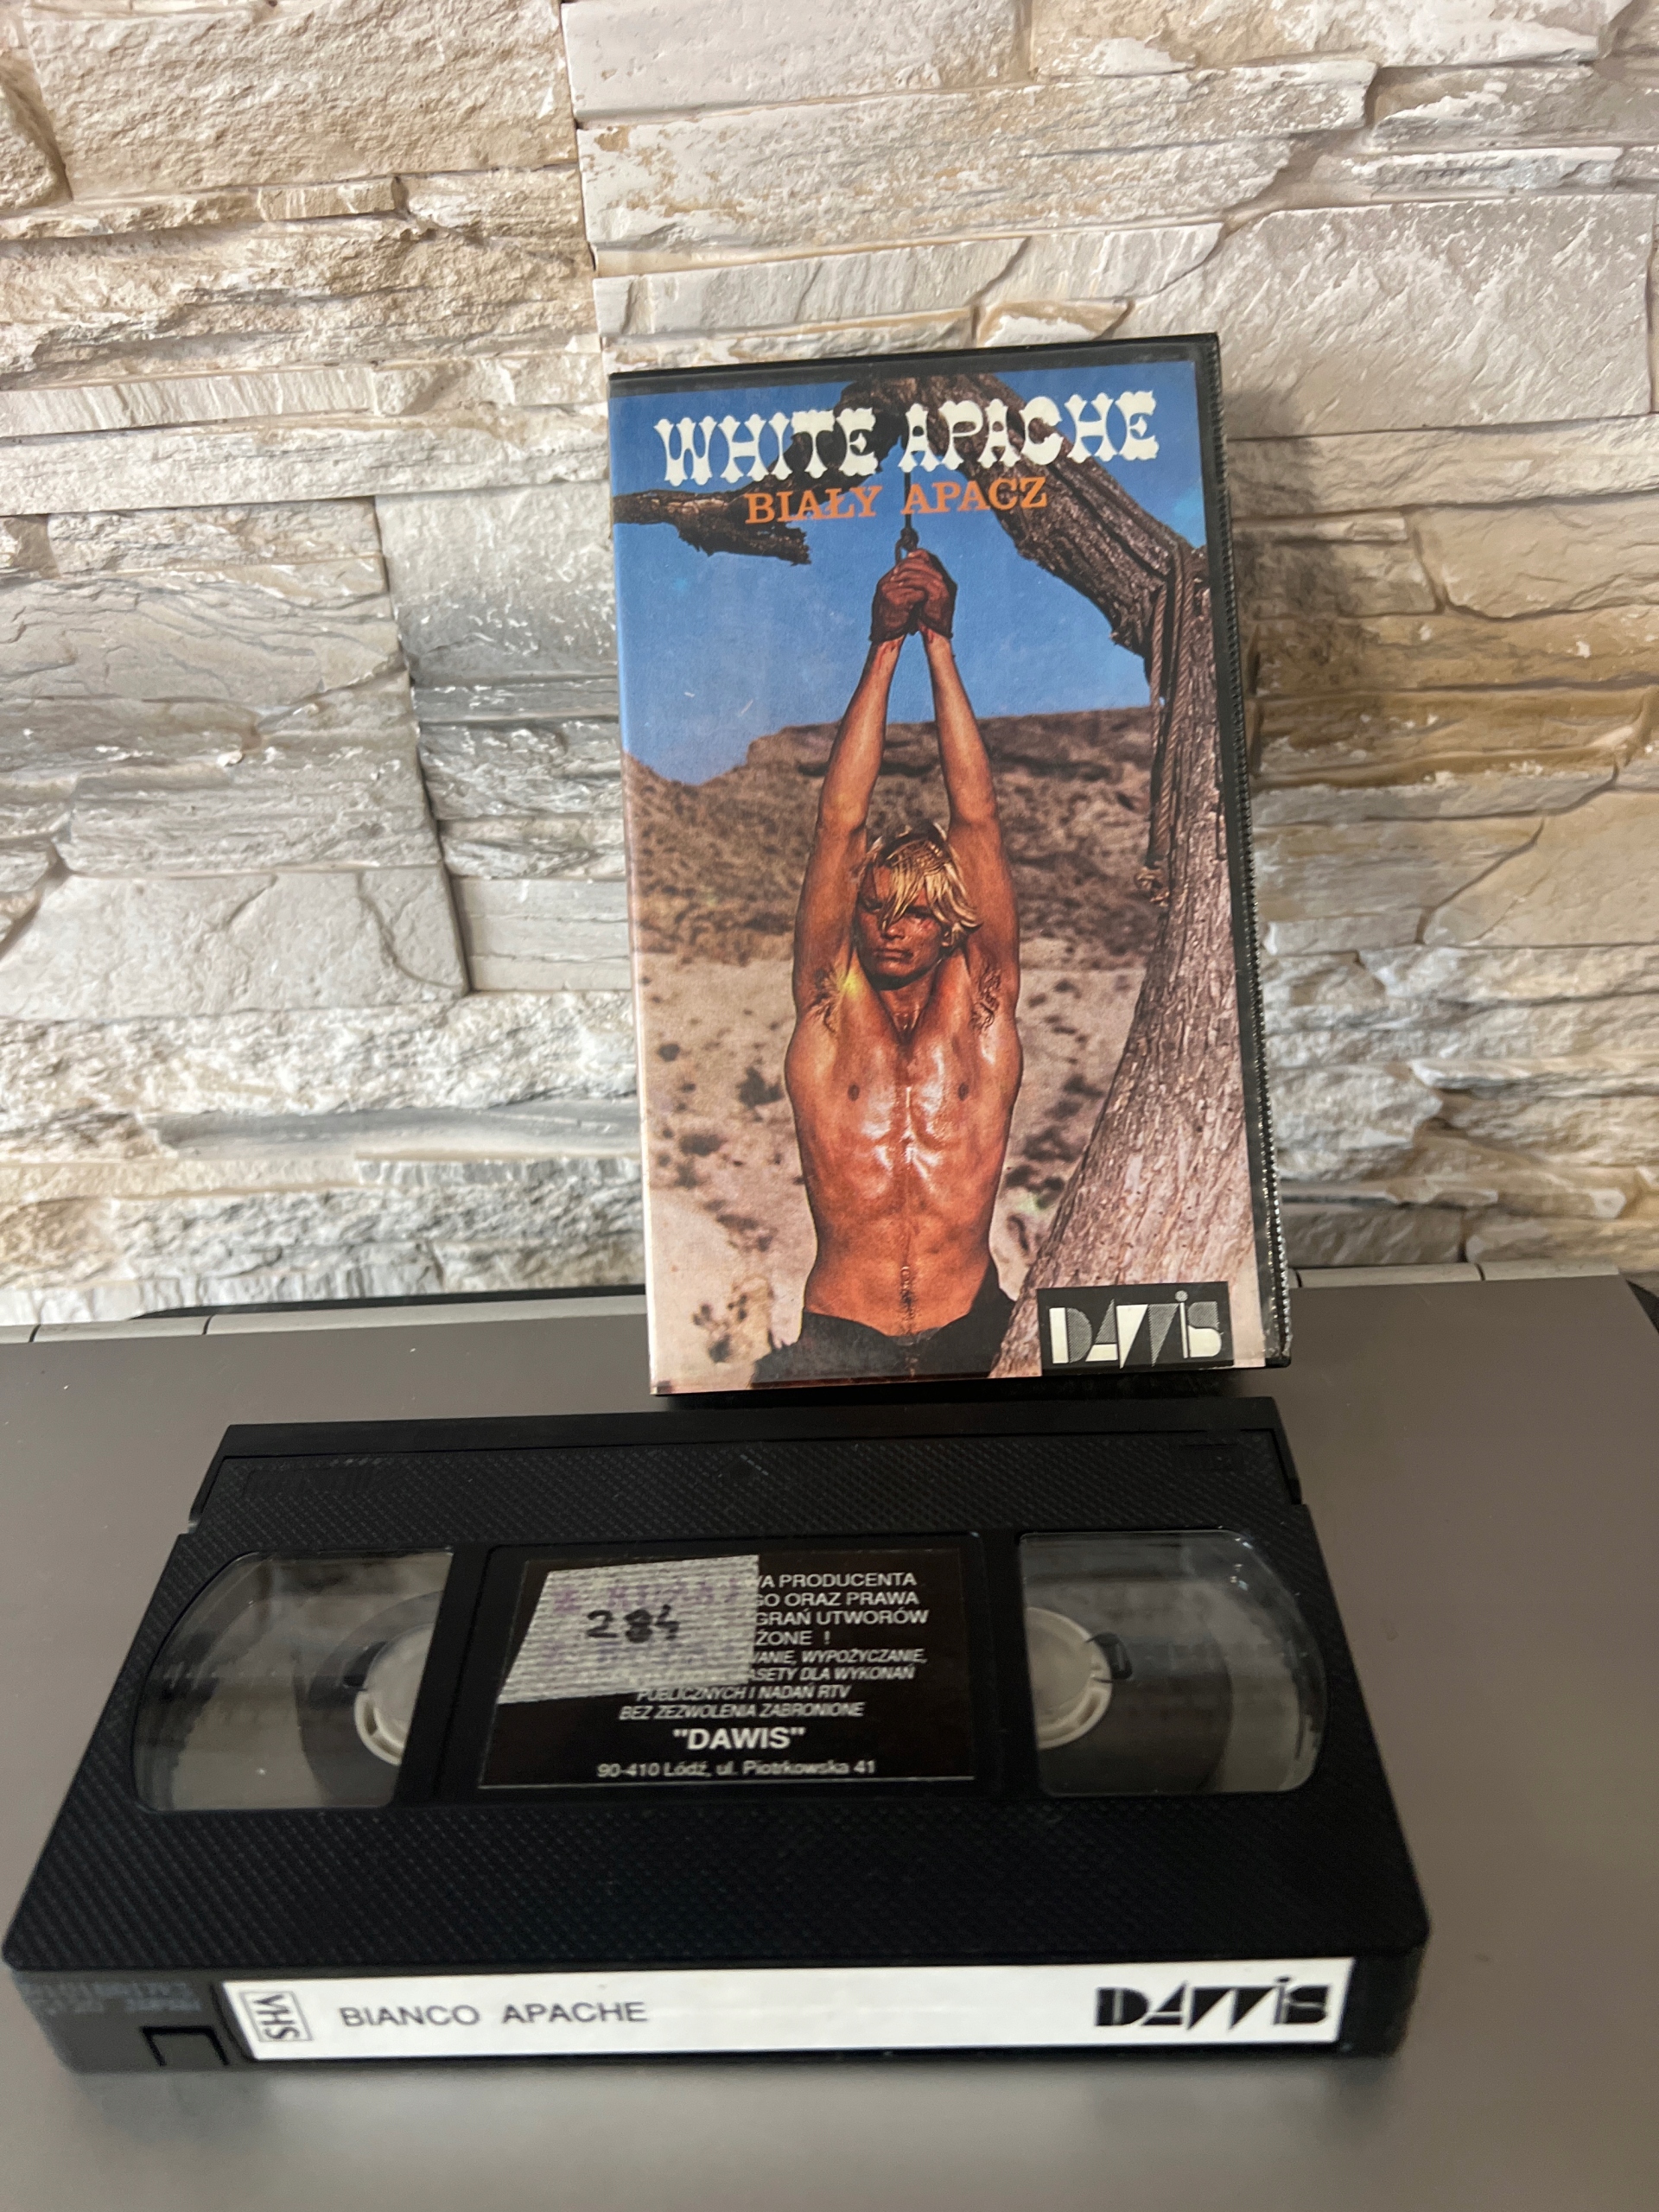 WHITE APACHE
BIAŁY APACZ
DAWIS
284
WA PRODUCENTA
GO ORAZ PRAWA
GRAŃ UTWORÓW
ŻONE !
WANIE, WYPOŻYCZANIE,
ASETY DLA WYKONAŃ
PUBLICZNYCH I NADAŃ RTV
BEZ ZEZWOLENIA ZABRONIONE
"DAWIS"
90-410 Łódź, ul. Piotrkowska 41
VHS
BIANCO APACHE
DAWIS